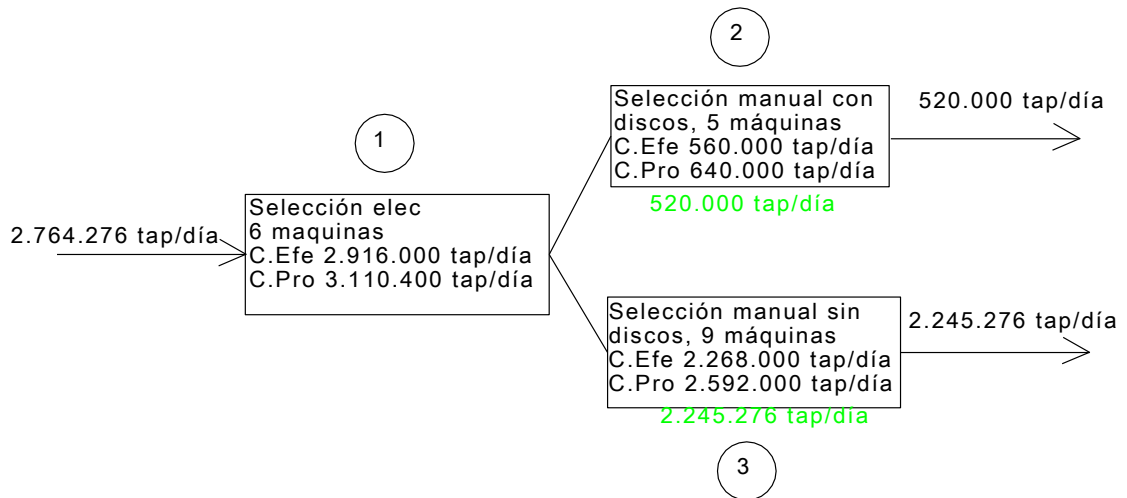 2
Selección manual con
discos, 5 máquinas
C.Efe 560.000 tap/día
C.Pro 640.000 tap/día
520.000 tap/día
520.000 tap/día
1
Selección elec
6 maquinas
C.Efe 2.916.000 tap/día
C.Pro 3.110.400 tap/día
2.764.276 tap/día
Selección manual sin
discos, 9 máquinas
C.Efe 2.268.000 tap/día
C.Pro 2.592.000 tap/día
2.245.276 tap/día
2.245.276 tap/día
3